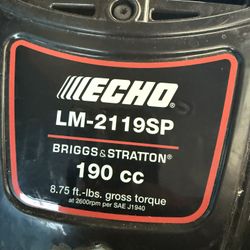 ECHO
LM-2119SP
BRIGGS & STRATTON®
190 cc
8.75 ft.-lbs. gross torque
at 2600rpm per SAE J1940